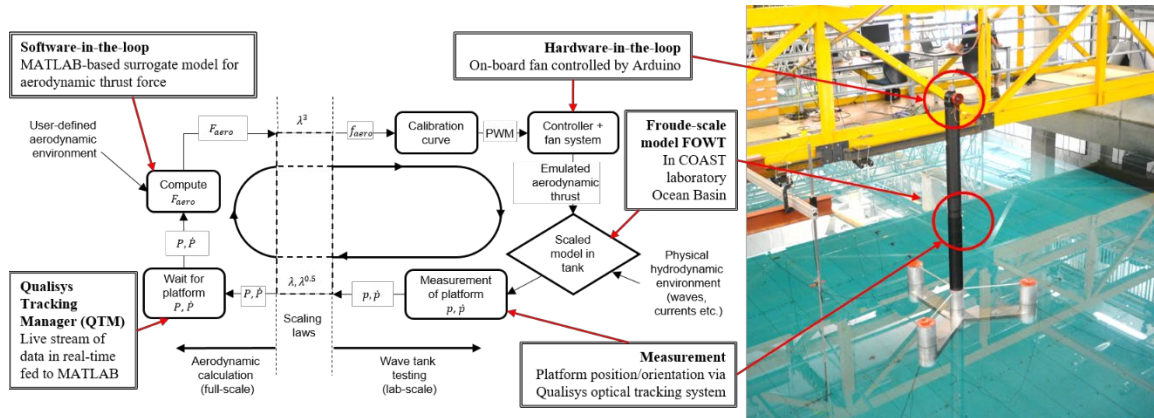 Software-in-the-loop
MATLAB-based surrogate model for
aerodynamic thrust force
User-defined
aerodynamic
environment
Compute
F_aero
F_aero
λ³
f_aero
Calibration
curve
PWM
Controller +
fan system
Hardware-in-the-loop
On-board fan controlled by Arduino
Emulated
aerodynamic
thrust
Froude-scale
model FOWT
In COAST
laboratory
Ocean Basin
Scaled
model in
tank
Physical
hydrodynamic
environment
(waves,
currents etc.)
P, Ṗ
Qualisys
Tracking
Manager (QTM)
Live stream of
data in real-time
fed to MATLAB
Wait for
platform
P, Ṗ
P, Ṗ
λ, λ⁰·⁵
p, ṗ
Measurement
of platform
p, ṗ
Scaling
laws
Aerodynamic
calculation
(full-scale)
Wave tank
testing
(lab-scale)
Measurement
Platform position/orientation via
Qualisys optical tracking system